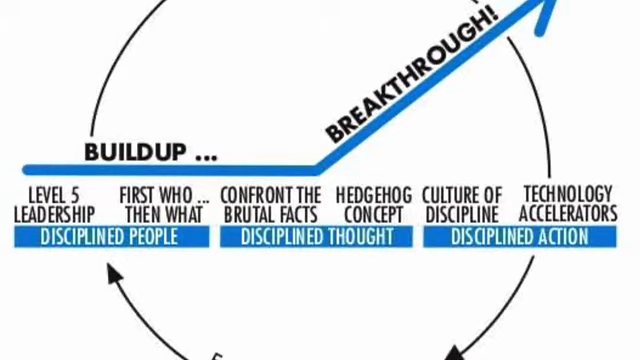 BREAKTHROUGH!
BUILDUP ...
LEVEL 5
LEADERSHIP
FIRST WHO ...
THEN WHAT
CONFRONT THE
BRUTAL FACTS
HEDGEHOG
CONCEPT
CULTURE OF
DISCIPLINE
TECHNOLOGY
ACCELERATORS
DISCIPLINED PEOPLE
DISCIPLINED THOUGHT
DISCIPLINED ACTION